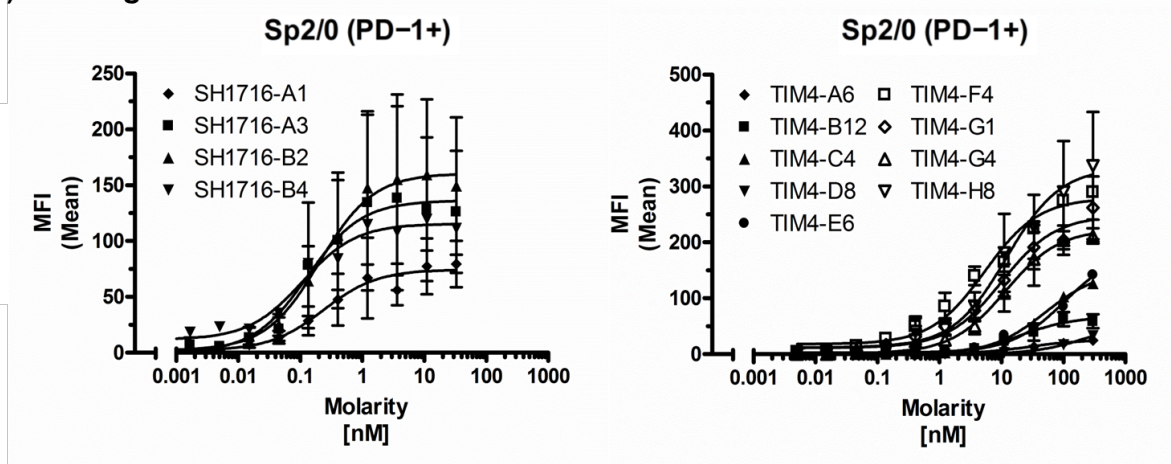 Sp2/0 (PD−1+)
250
200
150
100
50
0
MFI
(Mean)
SH1716-A1
SH1716-A3
SH1716-B2
SH1716-B4
0.001 0.01 0.1 1 10 100 1000
Molarity
[nM]
Sp2/0 (PD−1+)
500
400
300
200
100
0
MFI
(Mean)
TIM4-A6 TIM4-F4
TIM4-B12 TIM4-G1
TIM4-C4 TIM4-G4
TIM4-D8 TIM4-H8
TIM4-E6
0.001 0.01 0.1 1 10 100 1000
Molarity
[nM]